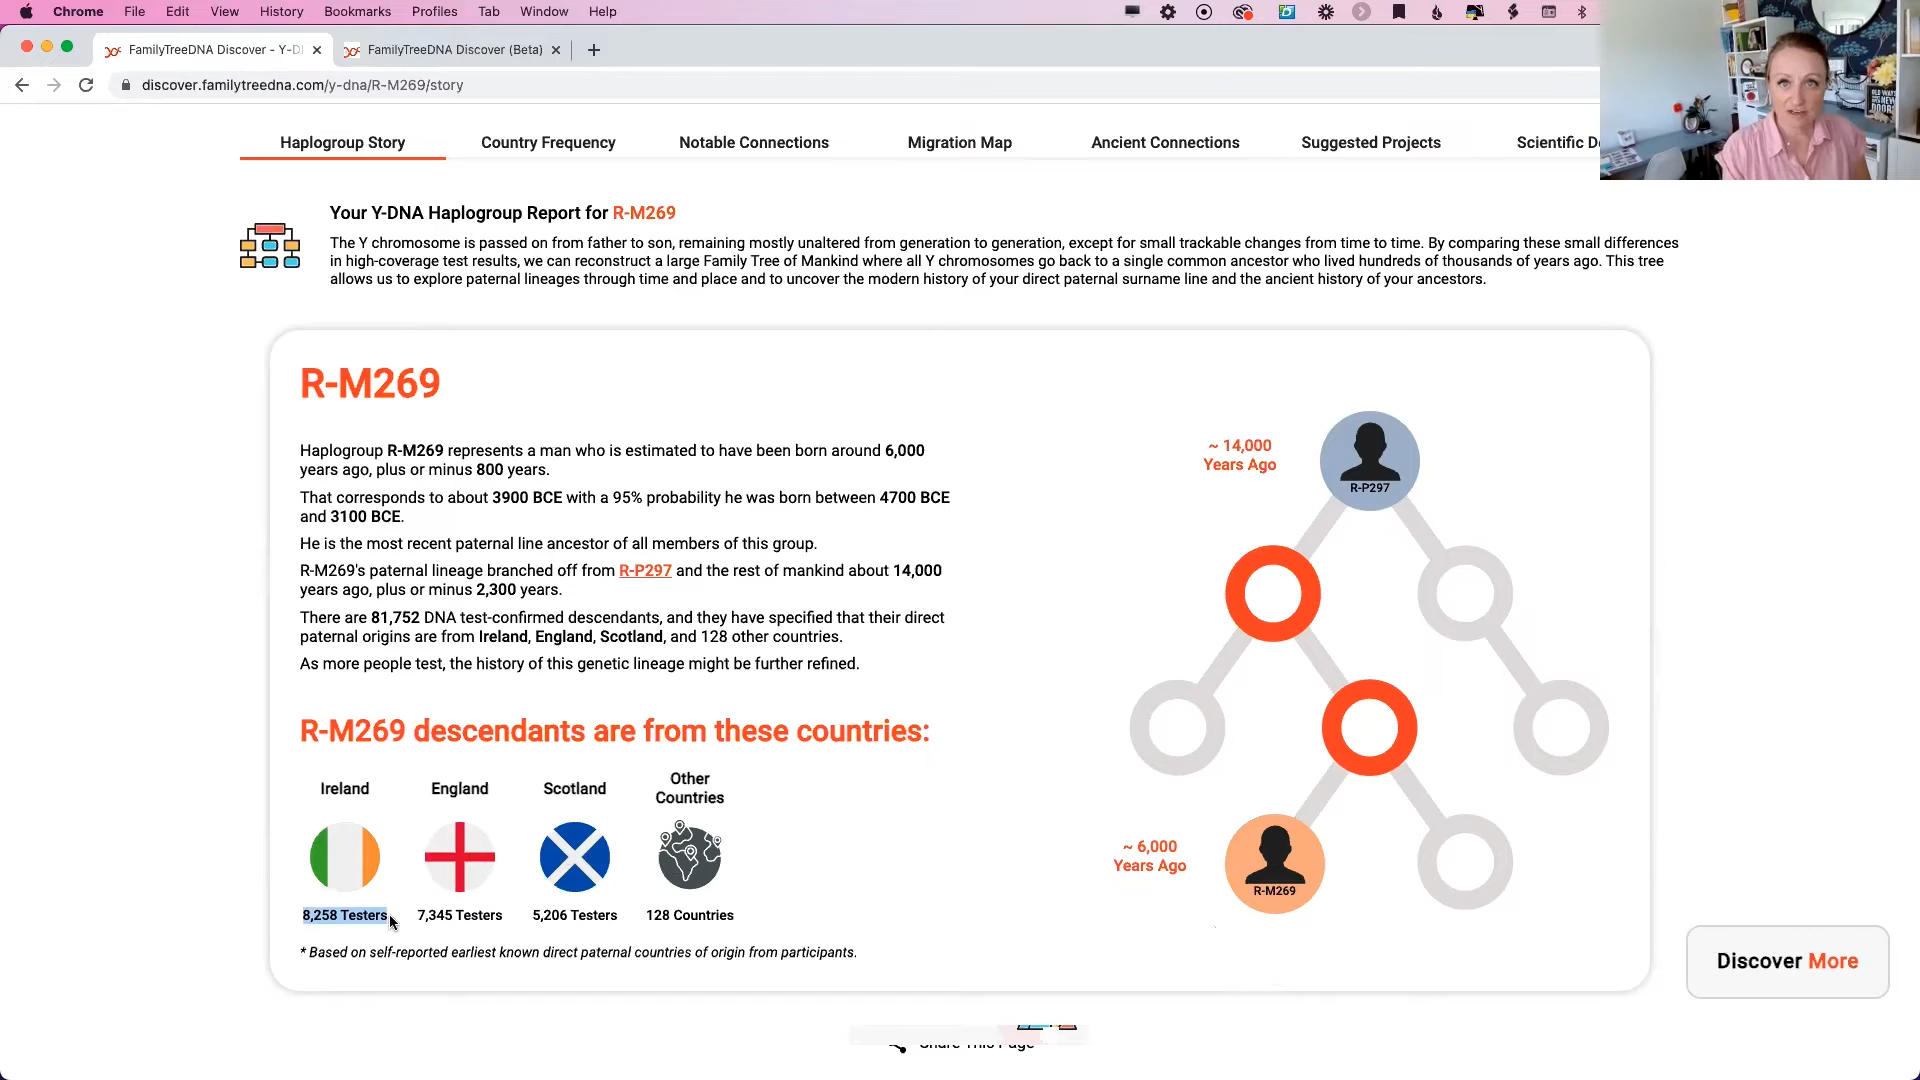 Chrome File Edit View History Bookmarks Profiles Tab Window Help
FamilyTreeDNA Discover - Y-D
FamilyTreeDNA Discover (Beta)
discover.familytreedna.com/y-dna/R-M269/story
Haplogroup Story
Country Frequency
Notable Connections
Migration Map
Ancient Connections
Suggested Projects
Scientific D
Your Y-DNA Haplogroup Report for R-M269
The Y chromosome is passed on from father to son, remaining mostly unaltered from generation to generation, except for small trackable changes from time to time. By comparing these small differences
in high-coverage test results, we can reconstruct a large Family Tree of Mankind where all Y chromosomes go back to a single common ancestor who lived hundreds of thousands of years ago. This tree
allows us to explore paternal lineages through time and place and to uncover the modern history of your direct paternal surname line and the ancient history of your ancestors.
R-M269
Haplogroup R-M269 represents a man who is estimated to have been born around 6,000
years ago, plus or minus 800 years.
That corresponds to about 3900 BCE with a 95% probability he was born between 4700 BCE
and 3100 BCE.
He is the most recent paternal line ancestor of all members of this group.
R-M269's paternal lineage branched off from R-P297 and the rest of mankind about 14,000
years ago, plus or minus 2,300 years.
There are 81,752 DNA test-confirmed descendants, and they have specified that their direct
paternal origins are from Ireland, England, Scotland, and 128 other countries.
As more people test, the history of this genetic lineage might be further refined.
R-M269 descendants are from these countries:
Ireland
England
Scotland
Other
Countries
8,258 Testers
7,345 Testers
5,206 Testers
128 Countries
* Based on self-reported earliest known direct paternal countries of origin from participants.
~ 14,000
Years Ago
R-P297
~ 6,000
Years Ago
R-M269
Discover More
Share This Page